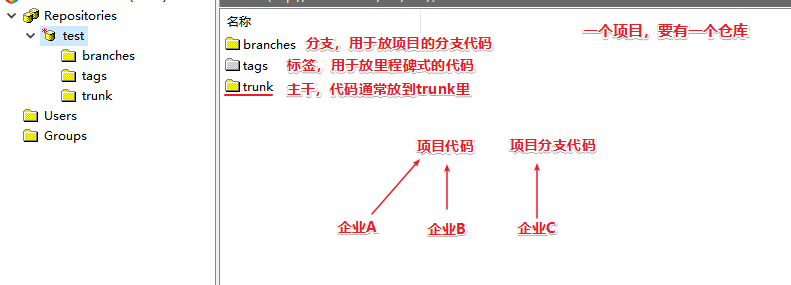 Repositories
test
branches
tags
trunk
Users
Groups
名称
branches 分支，用于放项目的分支代码
tags 标签，用于放里程碑式的代码
trunk 主干，代码通常放到trunk里
一个项目，要有一个仓库
项目代码 项目分支代码
企业A 企业B 企业C